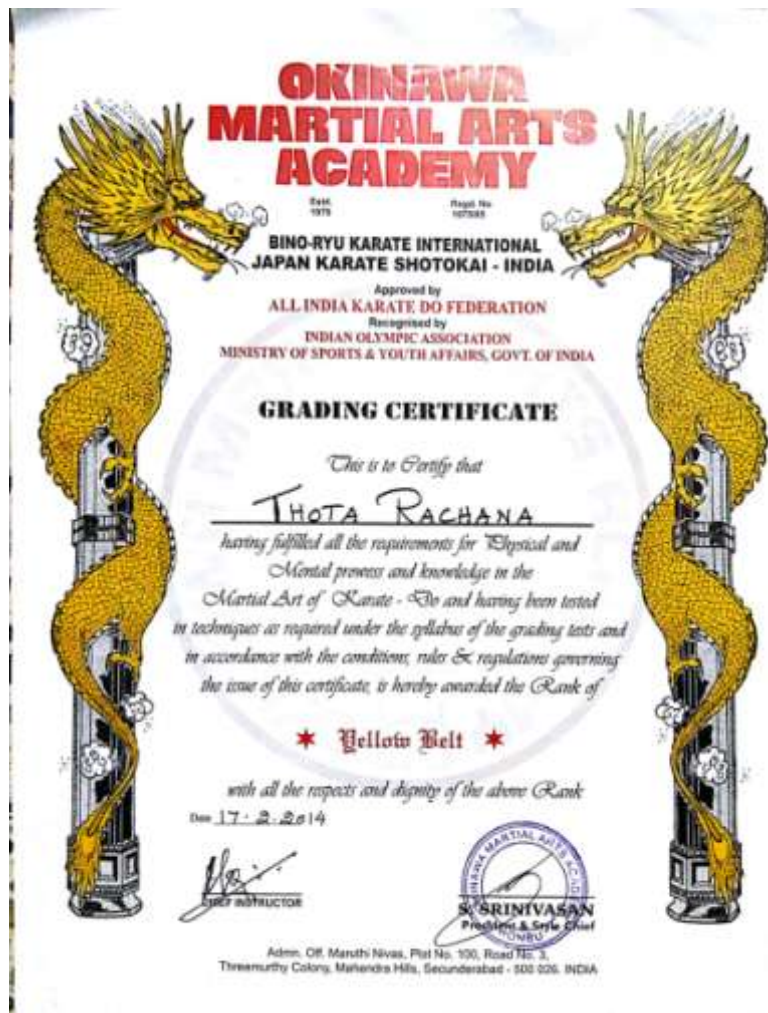 OKINAWA
MARTIAL ARTS
ACADEMY
Estd. Regd. No
1978
BINO-RYU KARATE INTERNATIONAL
JAPAN KARATE SHOTOKAI - INDIA
Approved by
ALL INDIA KARATE DO FEDERATION
Recognised by
INDIAN OLYMPIC ASSOCIATION
MINISTRY OF SPORTS & YOUTH AFFAIRS, GOVT. OF INDIA
GRADING CERTIFICATE
This is to Certify that
THOTA RACHANA
having fulfilled all the requirements for Physical and
Mental prowess and knowledge in the
Martial Art of Karate - Do and having been tested
in techniques as required under the syllabus of the grading tests and
in accordance with the conditions, rules & regulations governing
the issue of this certificate, is hereby awarded the Rank of
Yellow Belt
with all the respects and dignity of the above Rank
Date 17.2.2014
CHIEF INSTRUCTOR
S. SRINIVASAN
President & Style Chief
Admn. Off. Maruthi Nivas, Plot No. 100, Road No. 3,
Threemurthy Colony, Mahendra Hills, Secunderabad - 500 026. INDIA